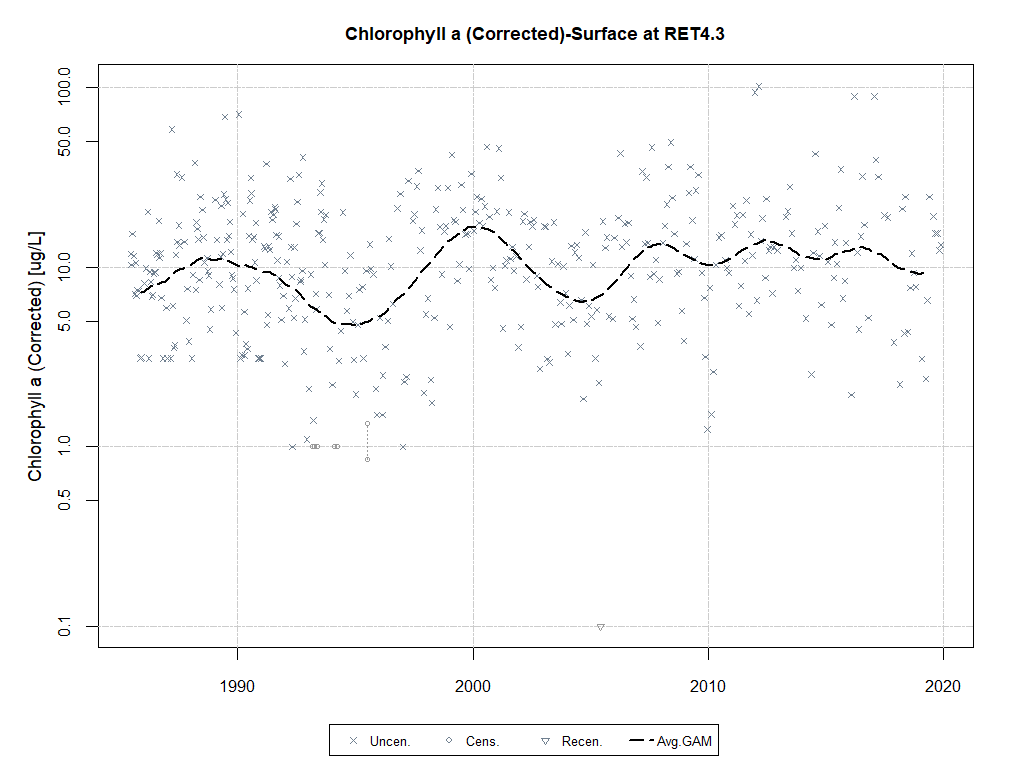 Chlorophyll a (Corrected)-Surface at RET4.3
Chlorophyll a (Corrected) [ug/L]
100.0
50.0
10.0
5.0
1.0
0.5
0.1
1990 2000 2010 2020
Uncen. Cens. Recen. Avg.GAM